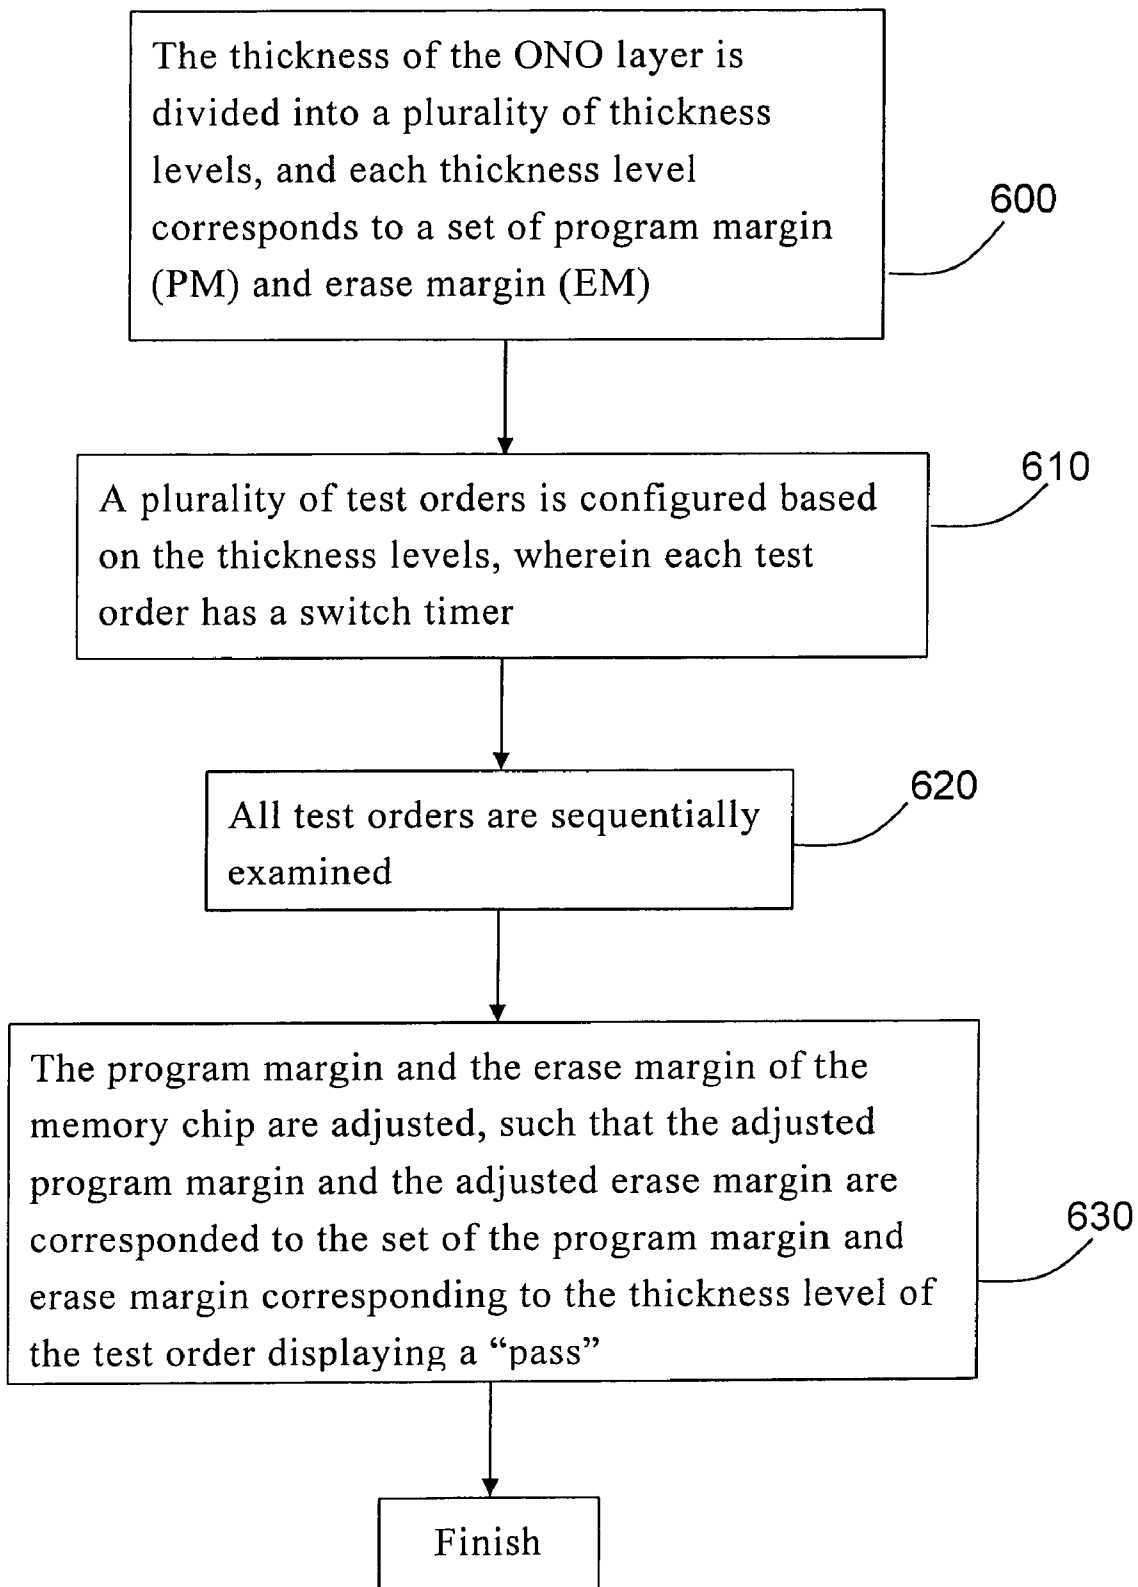 The thickness of the ONO layer is
divided into a plurality of thickness
levels, and each thickness level
corresponds to a set of program margin
(PM) and erase margin (EM)
600
A plurality of test orders is configured based
on the thickness levels, wherein each test
order has a switch timer
610
All test orders are sequentially
examined
620
The program margin and the erase margin of the
memory chip are adjusted, such that the adjusted
program margin and the adjusted erase margin are
corresponded to the set of the program margin and
erase margin corresponding to the thickness level of
the test order displaying a “pass”
630
Finish